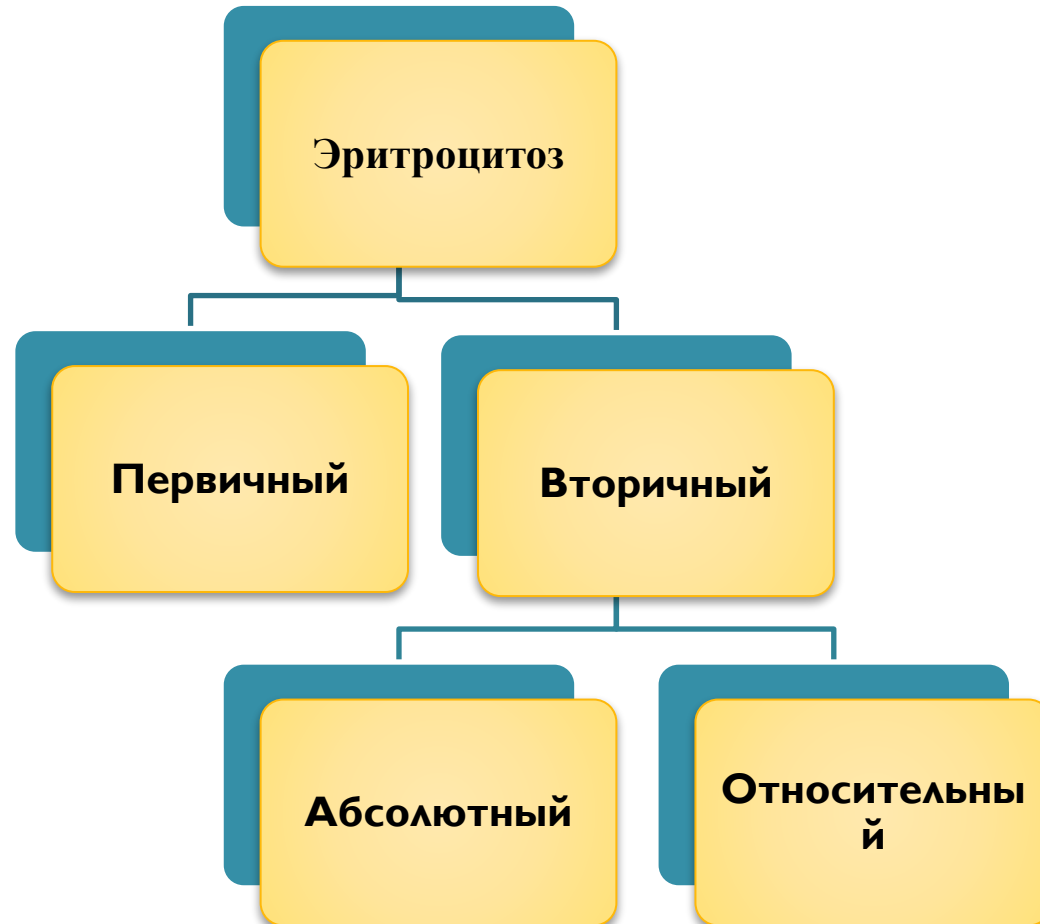 Эритроцитоз
Первичный
Вторичный
Абсолютный
Относительны
й